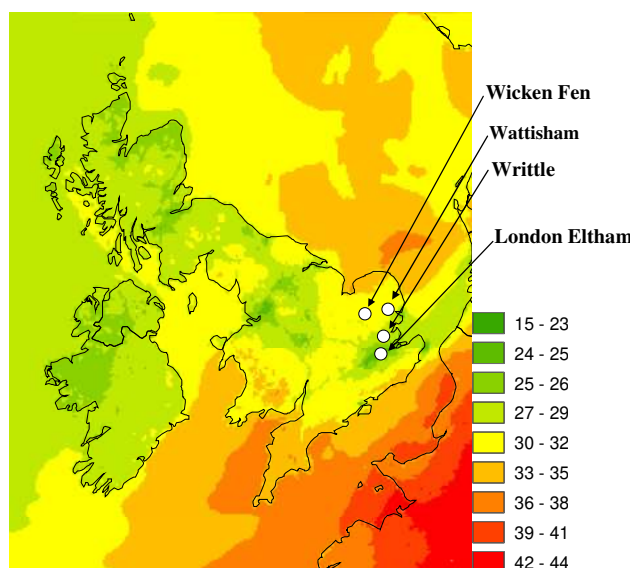 Wicken Fen
Wattisham
Writtle
London Eltham
15 - 23
24 - 25
25 - 26
27 - 29
30 - 32
33 - 35
36 - 38
39 - 41
42 - 44